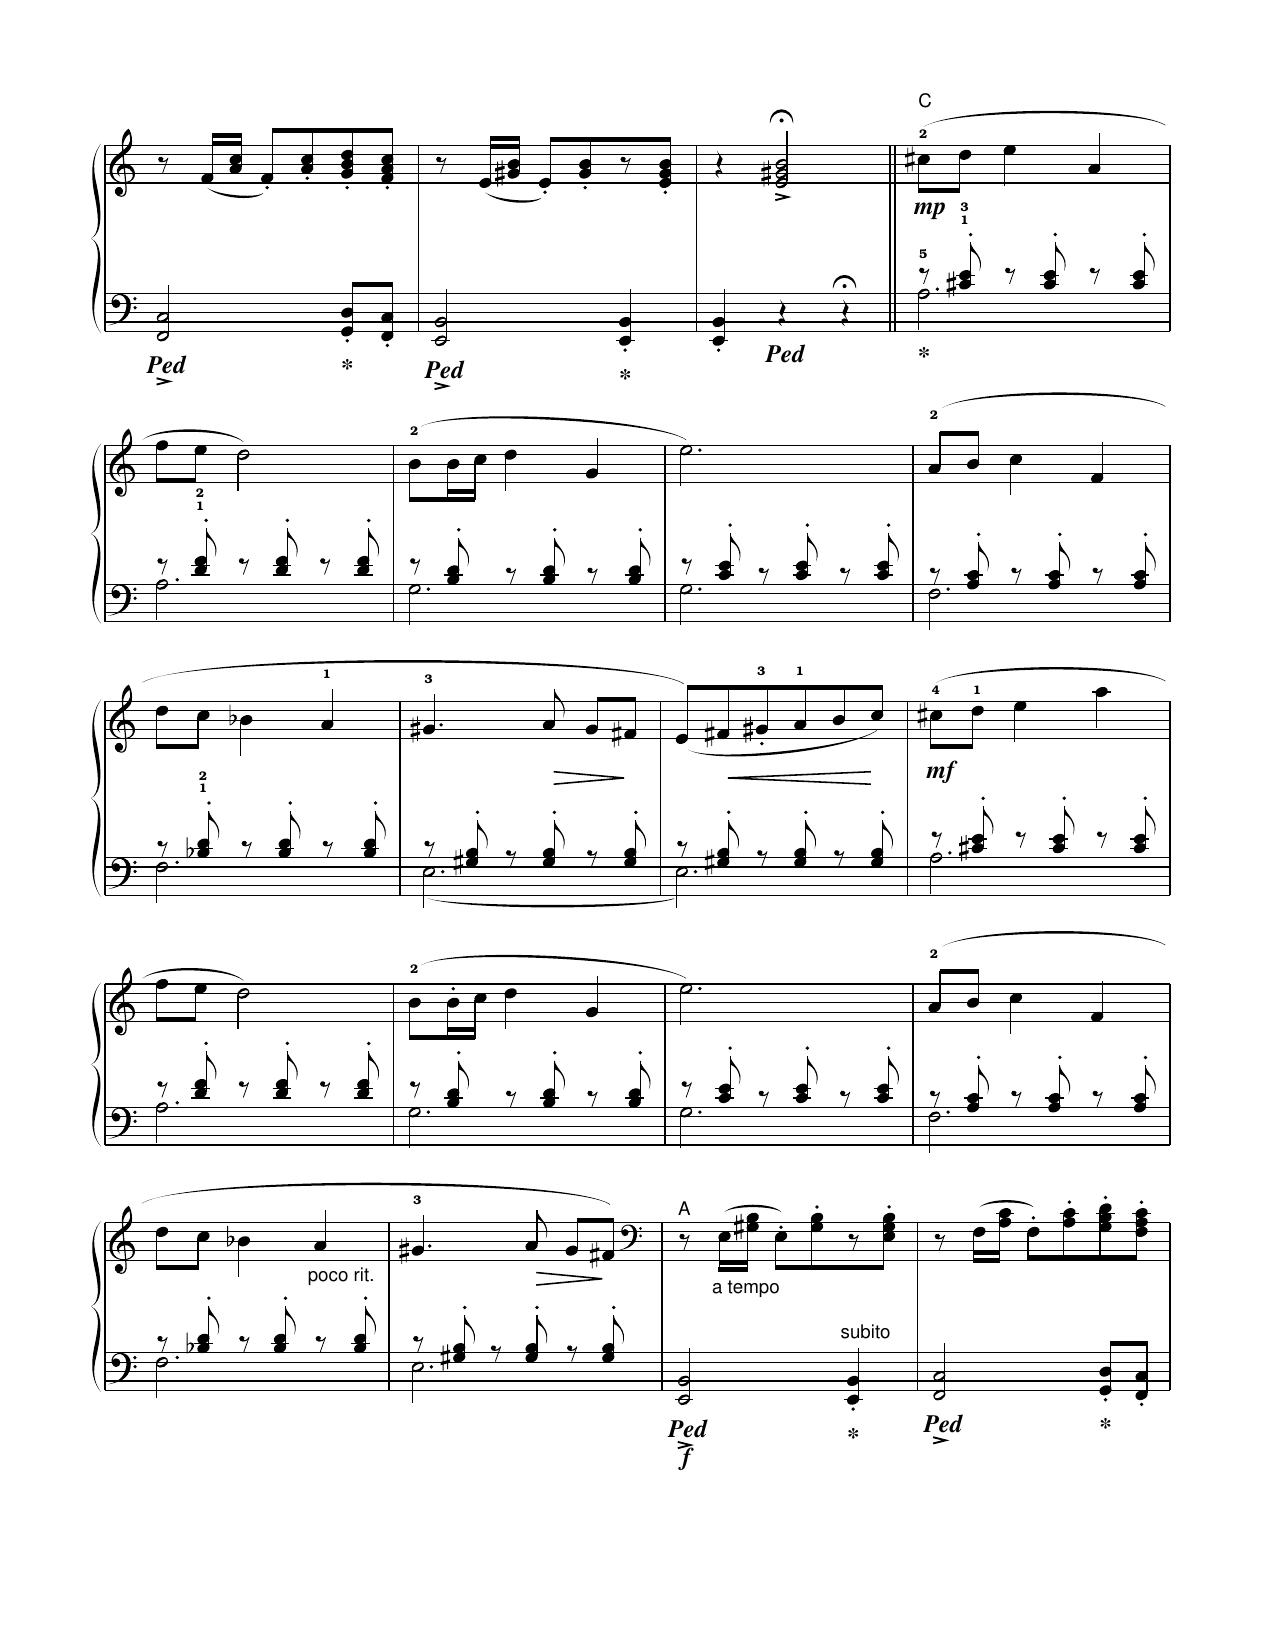 C
2
mp
3
1
5
Ped * Ped * Ped *
2 2
2
1
1 3 3 1 4 1
2
1
mf
2 2
3 A
poco rit.
a tempo
subito
Ped * Ped *
f